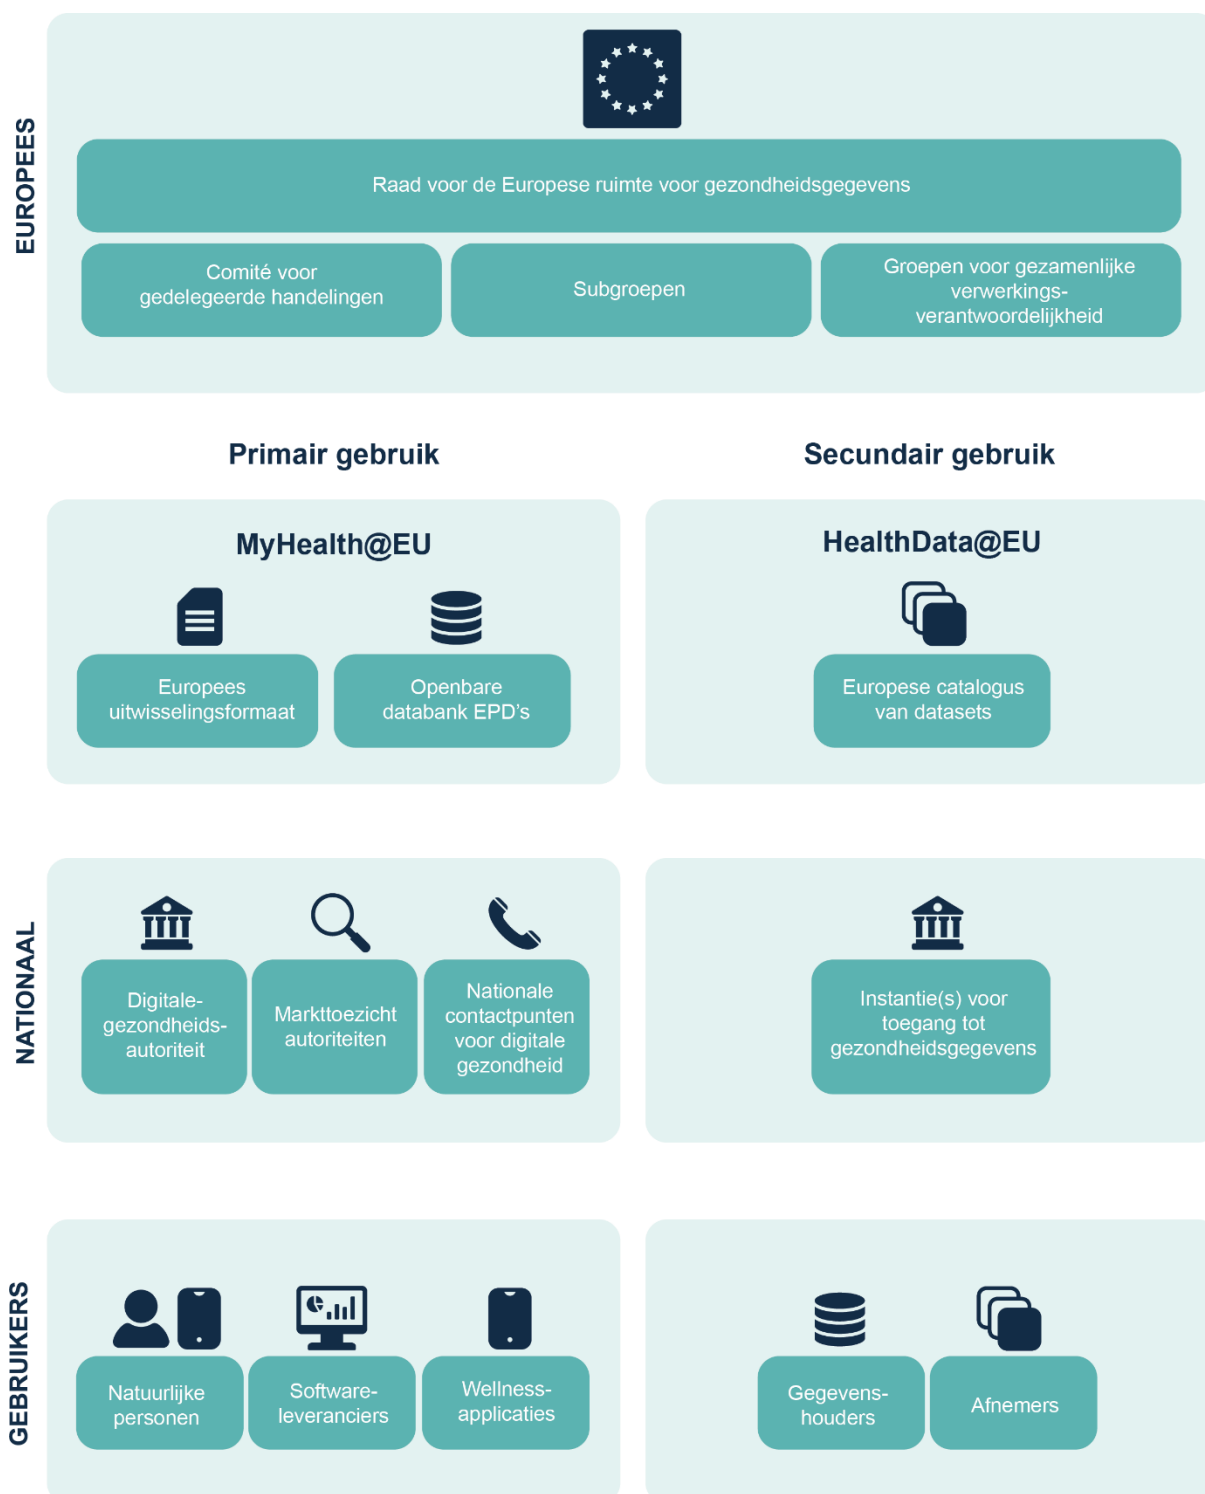 EUROPEES
Raad voor de Europese ruimte voor gezondheidsgegevens
Comité voor
gedelegeerde handelingen
Subgroepen
Groepen voor gezamenlijke
verwerkings-
verantwoordelijkheid
Primair gebruik
Secundair gebruik
MyHealth@EU
HealthData@EU
Europees
uitwisselingsformaat
Openbare
databank EPD’s
Europese catalogus
van datasets
NATIONAAL
Digitale-
gezondheids-
autoriteit
Markttoezicht
autoriteiten
Nationale
contactpunten
voor digitale
gezondheid
Instantie(s) voor
toegang tot
gezondheidsgegevens
GEBRUIKERS
Natuurlijke
personen
Software-
leveranciers
Wellness-
applicaties
Gegevens-
houders
Afnemers